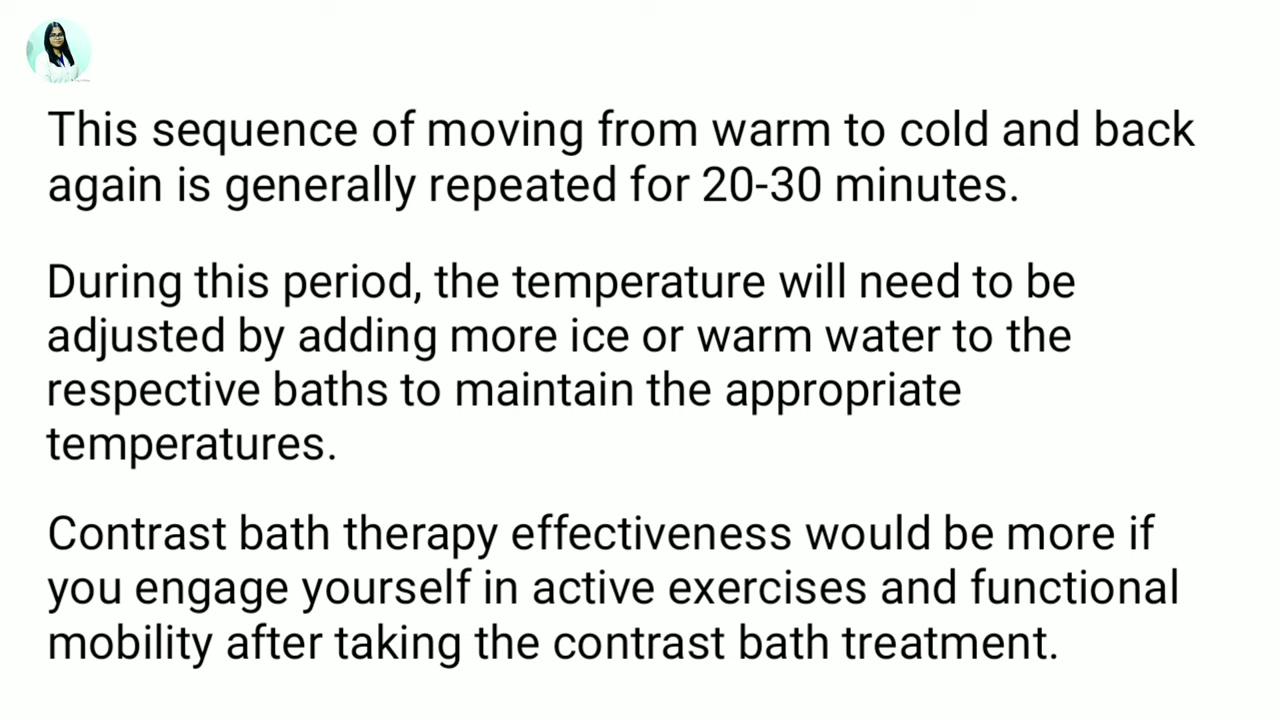 This sequence of moving from warm to cold and back
again is generally repeated for 20-30 minutes.
During this period, the temperature will need to be
adjusted by adding more ice or warm water to the
respective baths to maintain the appropriate
temperatures.
Contrast bath therapy effectiveness would be more if
you engage yourself in active exercises and functional
mobility after taking the contrast bath treatment.